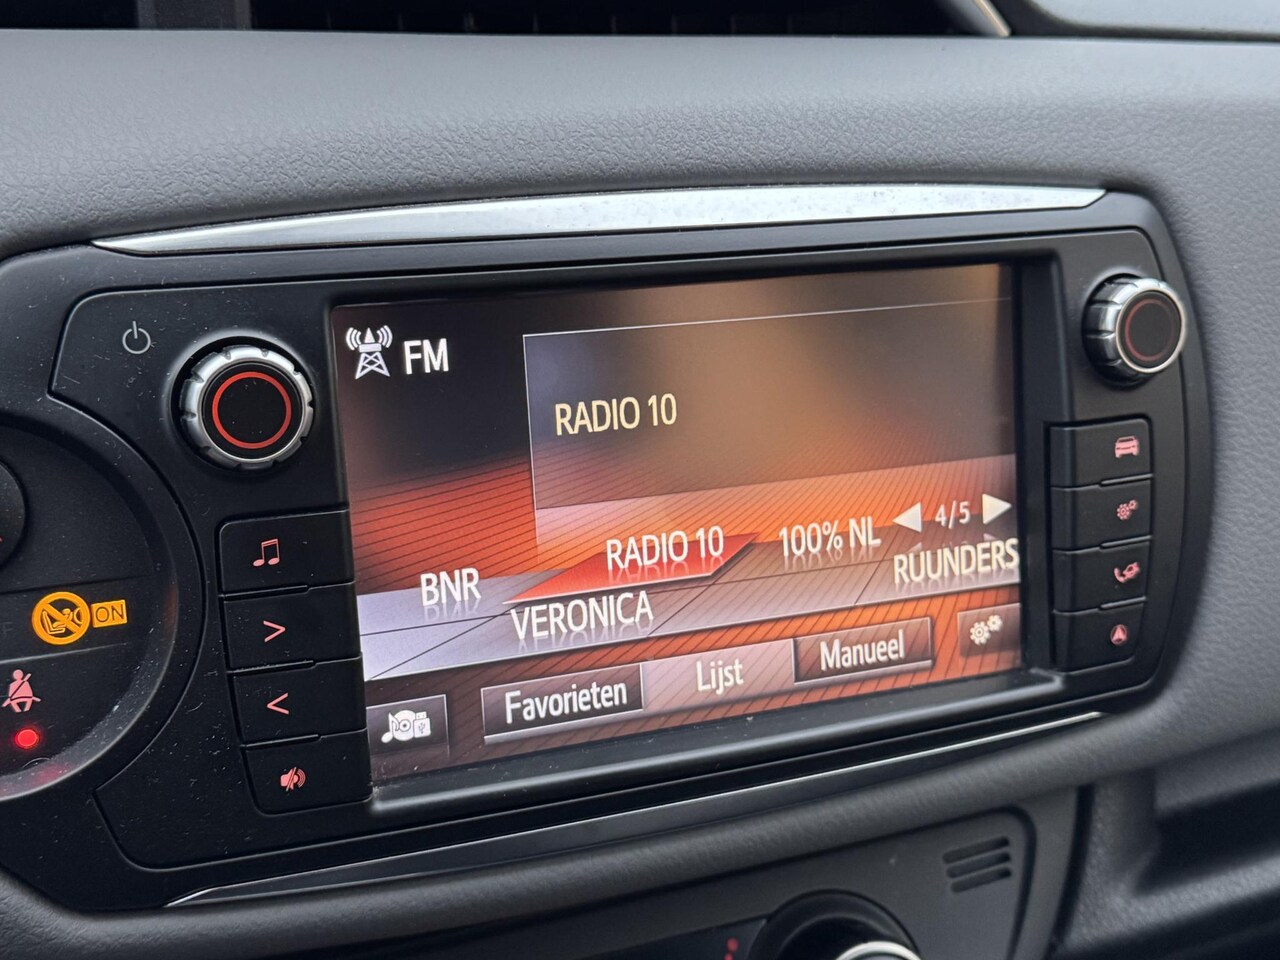 FM
RADIO 10
4/5
BNR
RADIO 10
100% NL
VERONICA
RUUNDERS
Favorieten
Lijst
Manueel
ON